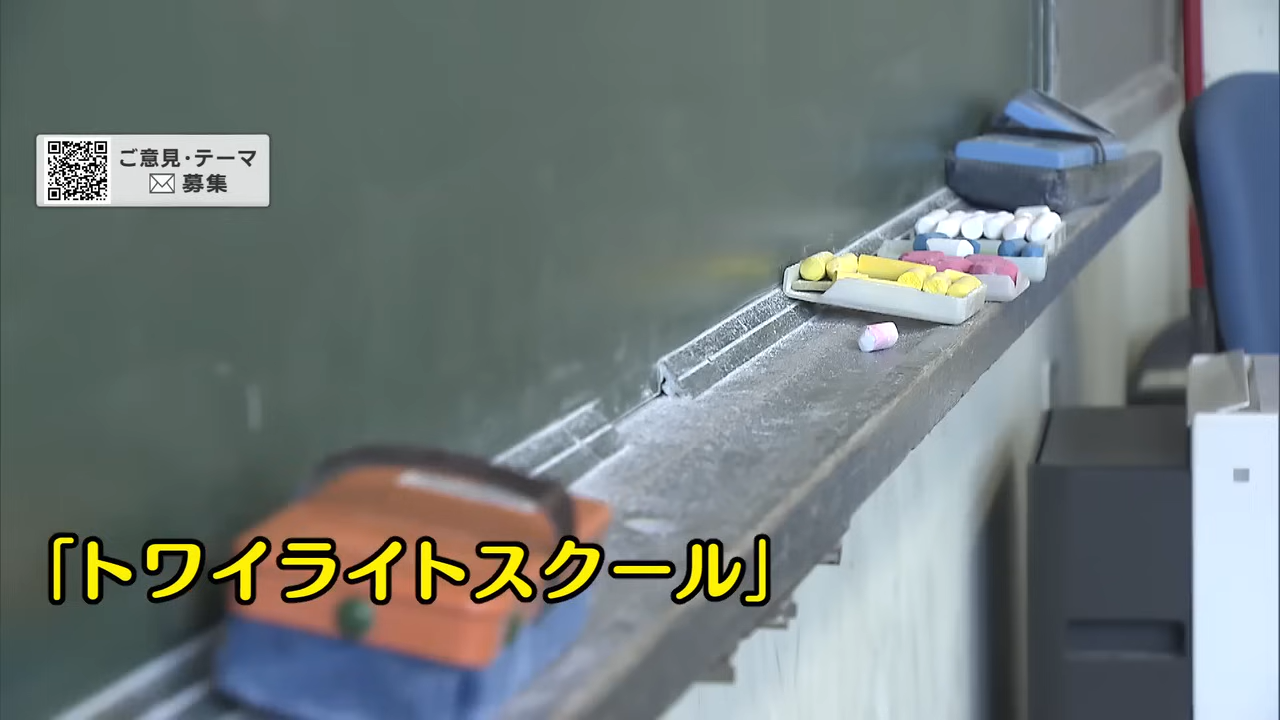 ご意見・テーマ
募集
「トワイライトスクール」